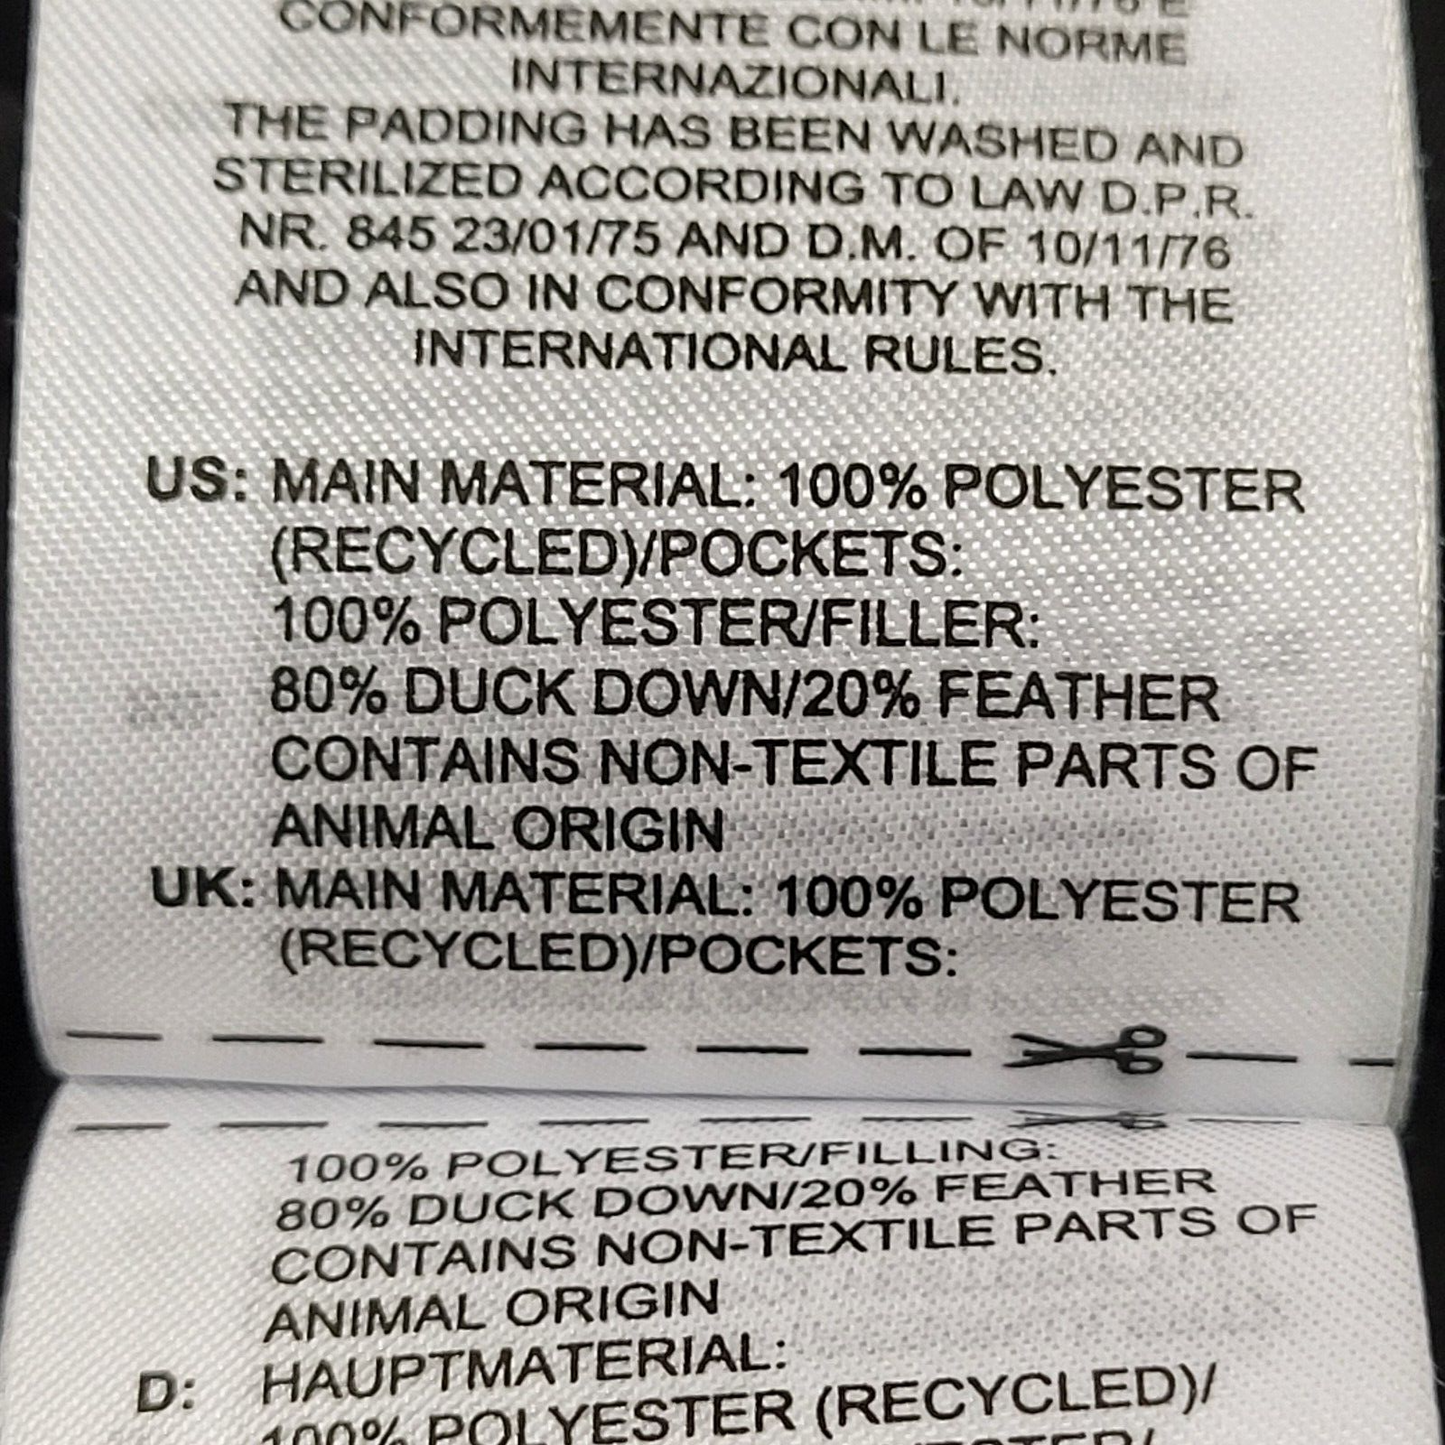 CONFORMEMENTE CON LE NORME
INTERNAZIONALI.
THE PADDING HAS BEEN WASHED AND
STERILIZED ACCORDING TO LAW D.P.R.
NR. 845 23/01/75 AND D.M. OF 10/11/76
AND ALSO IN CONFORMITY WITH THE
INTERNATIONAL RULES.
US: MAIN MATERIAL: 100% POLYESTER
(RECYCLED)/POCKETS:
100% POLYESTER/FILLER:
80% DUCK DOWN/20% FEATHER
CONTAINS NON-TEXTILE PARTS OF
ANIMAL ORIGIN
UK: MAIN MATERIAL: 100% POLYESTER
(RECYCLED)/POCKETS:
100% POLYESTER/FILLING:
80% DUCK DOWN/20% FEATHER
CONTAINS NON-TEXTILE PARTS OF
ANIMAL ORIGIN
D: HAUPTMATERIAL:
100% POLYESTER (RECYCLED)/